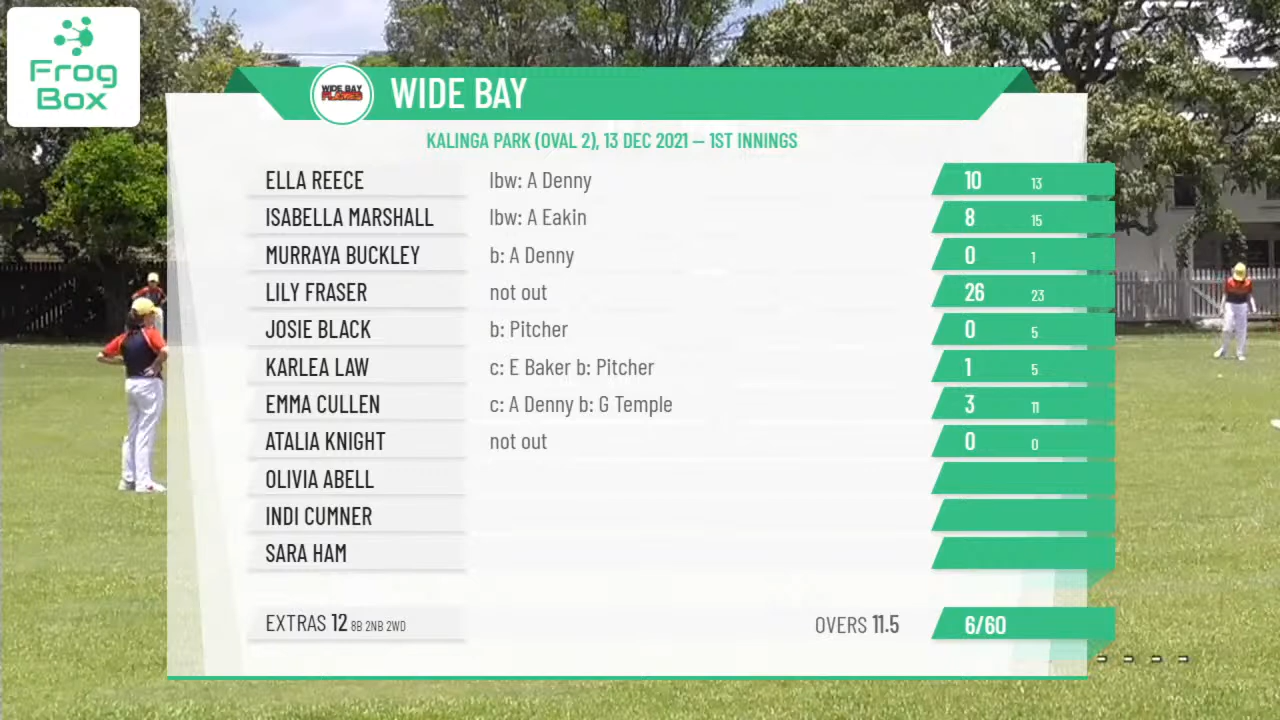 Frog
Box
WIDE BAY
FLAMES
WIDE BAY
KALINGA PARK (OVAL 2), 13 DEC 2021 – 1ST INNINGS
ELLA REECE lbw: A Denny 10 13
ISABELLA MARSHALL lbw: A Eakin 8 15
MURRAYA BUCKLEY b: A Denny 0 1
LILY FRASER not out 26 23
JOSIE BLACK b: Pitcher 0 5
KARLEA LAW c: E Baker b: Pitcher 1 5
EMMA CULLEN c: A Denny b: G Temple 3 11
ATALIA KNIGHT not out 0 0
OLIVIA ABELL
INDI CUMNER
SARA HAM
EXTRAS 12 8B 2NB 2WD OVERS 11.5 6/60